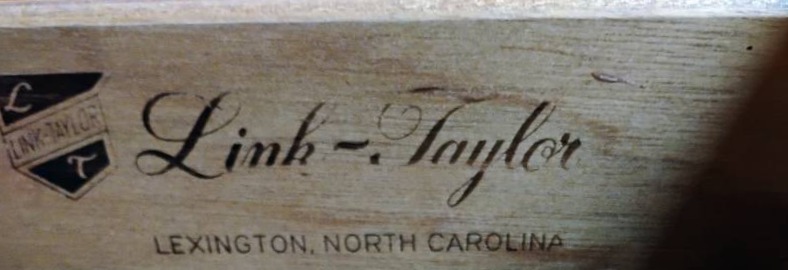 L
LINK-TAYLOR
T
Link-Taylor
LEXINGTON, NORTH CAROLINA